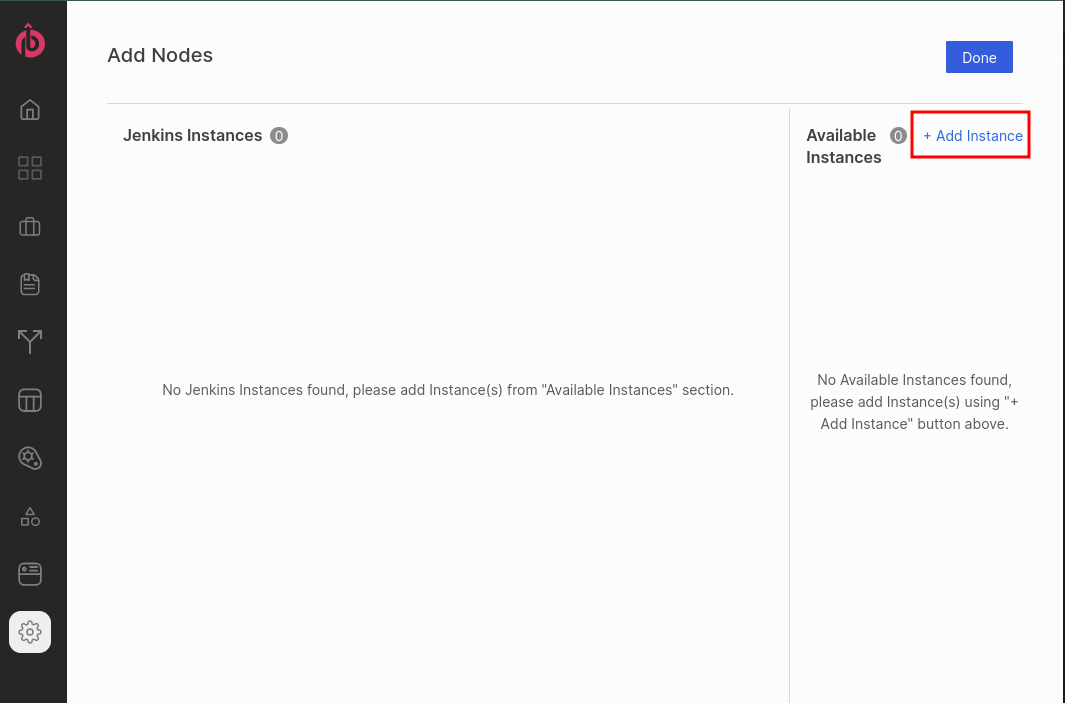 Add Nodes
Done
Jenkins Instances 0
Available 0 + Add Instance
Instances
No Jenkins Instances found, please add Instance(s) from "Available Instances" section.
No Available Instances found,
please add Instance(s) using "+
Add Instance" button above.